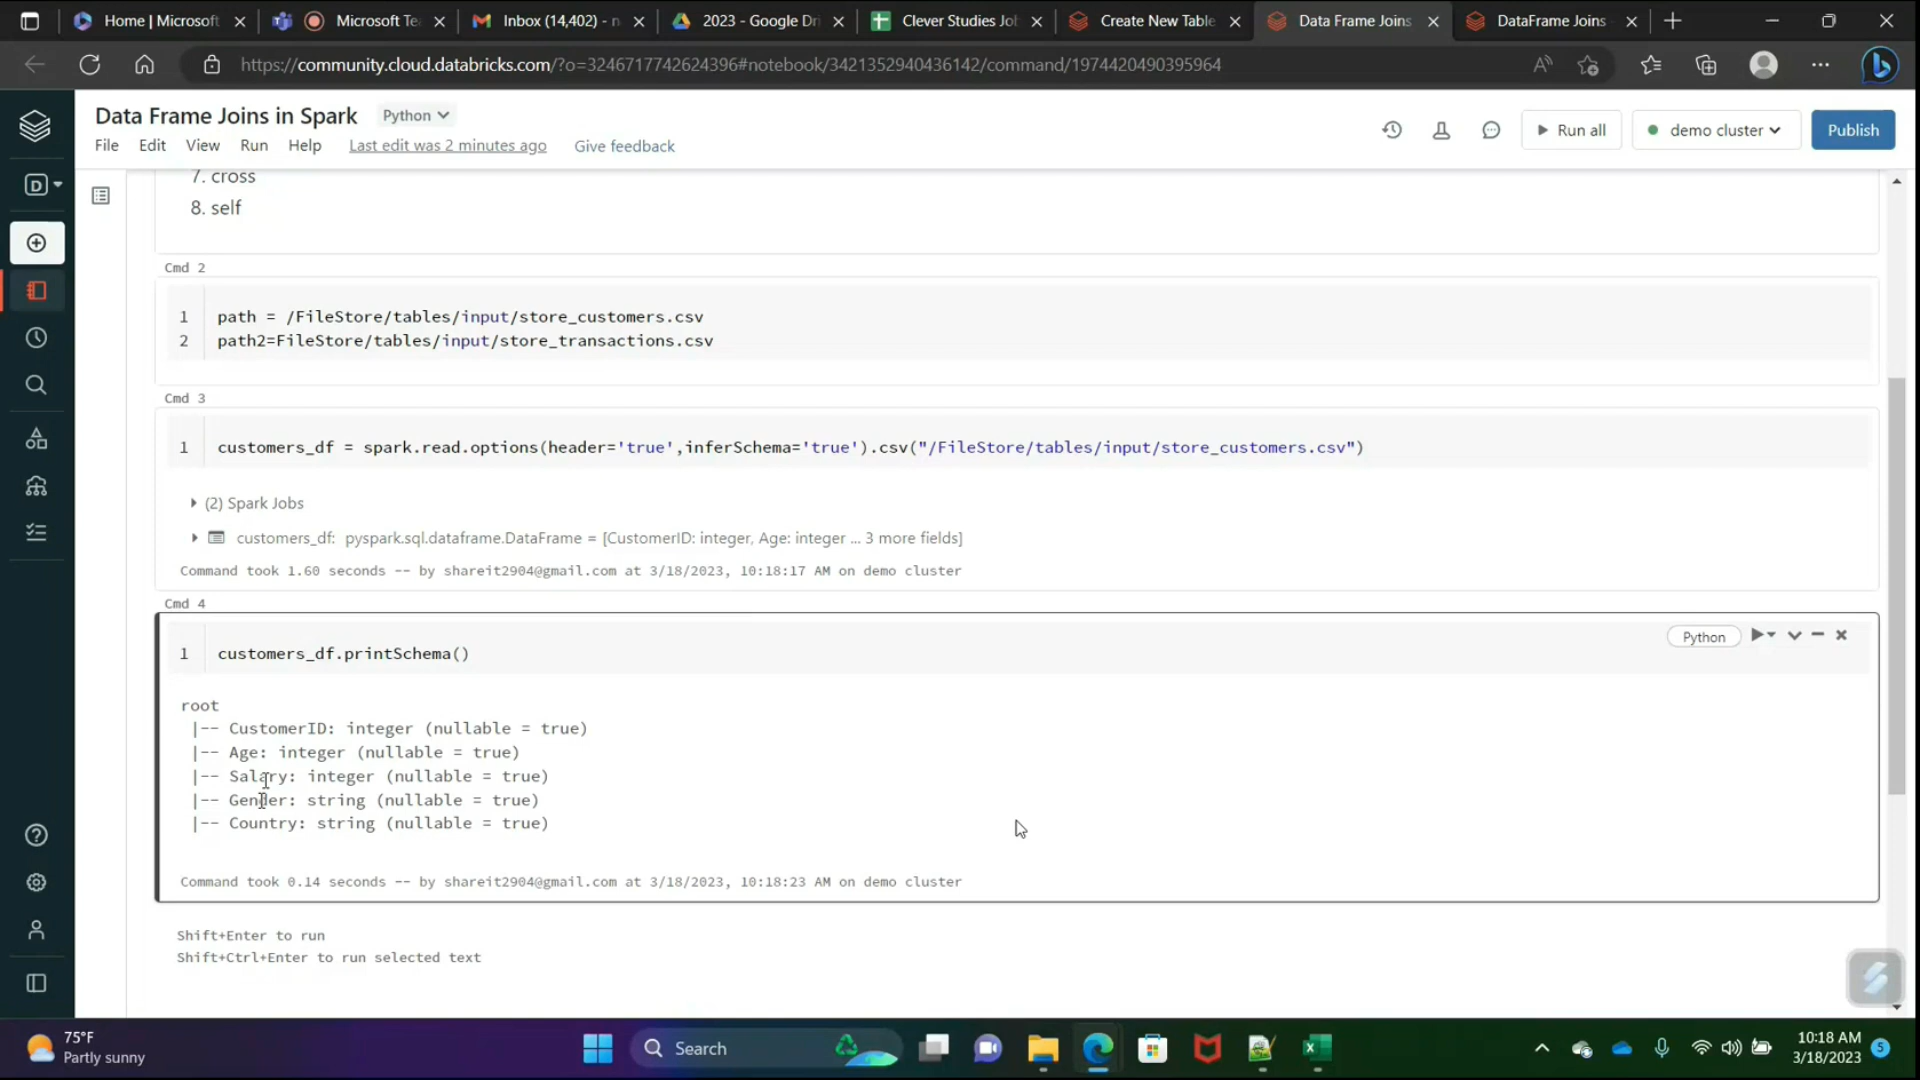 Home | Microsoft
Microsoft Te
Inbox (14,402) - n
2023 - Google Dri
Clever Studies Jo
Create New Table
Data Frame Joins
DataFrame Joins
https://community.cloud.databricks.com/?o=3246717742624396#notebook/3421352940436142/command/1974420490395964
Data Frame Joins in Spark
Python
File Edit View Run Help Last edit was 2 minutes ago Give feedback
Run all
demo cluster
Publish
D
7. cross
8. self
Cmd 2
1 path = /FileStore/tables/input/store_customers.csv
2 path2=FileStore/tables/input/store_transactions.csv
Cmd 3
1 customers_df = spark.read.options(header='true',inferSchema='true').csv("/FileStore/tables/input/store_customers.csv")
(2) Spark Jobs
customers_df: pyspark.sql.dataframe.DataFrame = [CustomerID: integer, Age: integer ... 3 more fields]
Command took 1.60 seconds -- by shareit2904@gmail.com at 3/18/2023, 10:18:17 AM on demo cluster
Cmd 4
Python
1 customers_df.printSchema()
root
|-- CustomerID: integer (nullable = true)
|-- Age: integer (nullable = true)
|-- Salary: integer (nullable = true)
|-- Gender: string (nullable = true)
|-- Country: string (nullable = true)
Command took 0.14 seconds -- by shareit2904@gmail.com at 3/18/2023, 10:18:23 AM on demo cluster
Shift+Enter to run
Shift+Ctrl+Enter to run selected text
75°F
Partly sunny
Search
10:18 AM
3/18/2023
5